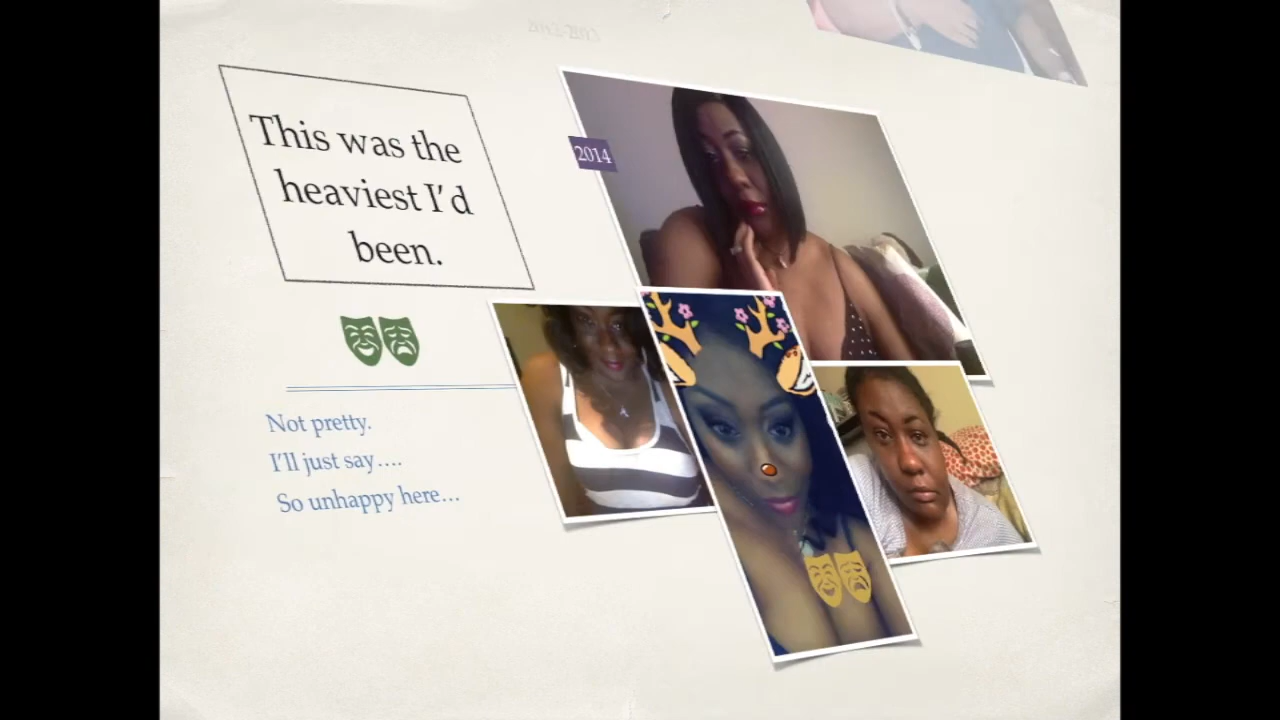 This was the
heaviest I'd
been.
2014
Not pretty.
I'll just say....
So unhappy here...